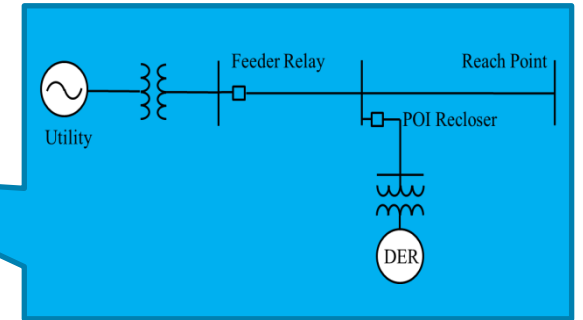 Feeder Relay
Reach Point
Utility
POI Recloser
DER